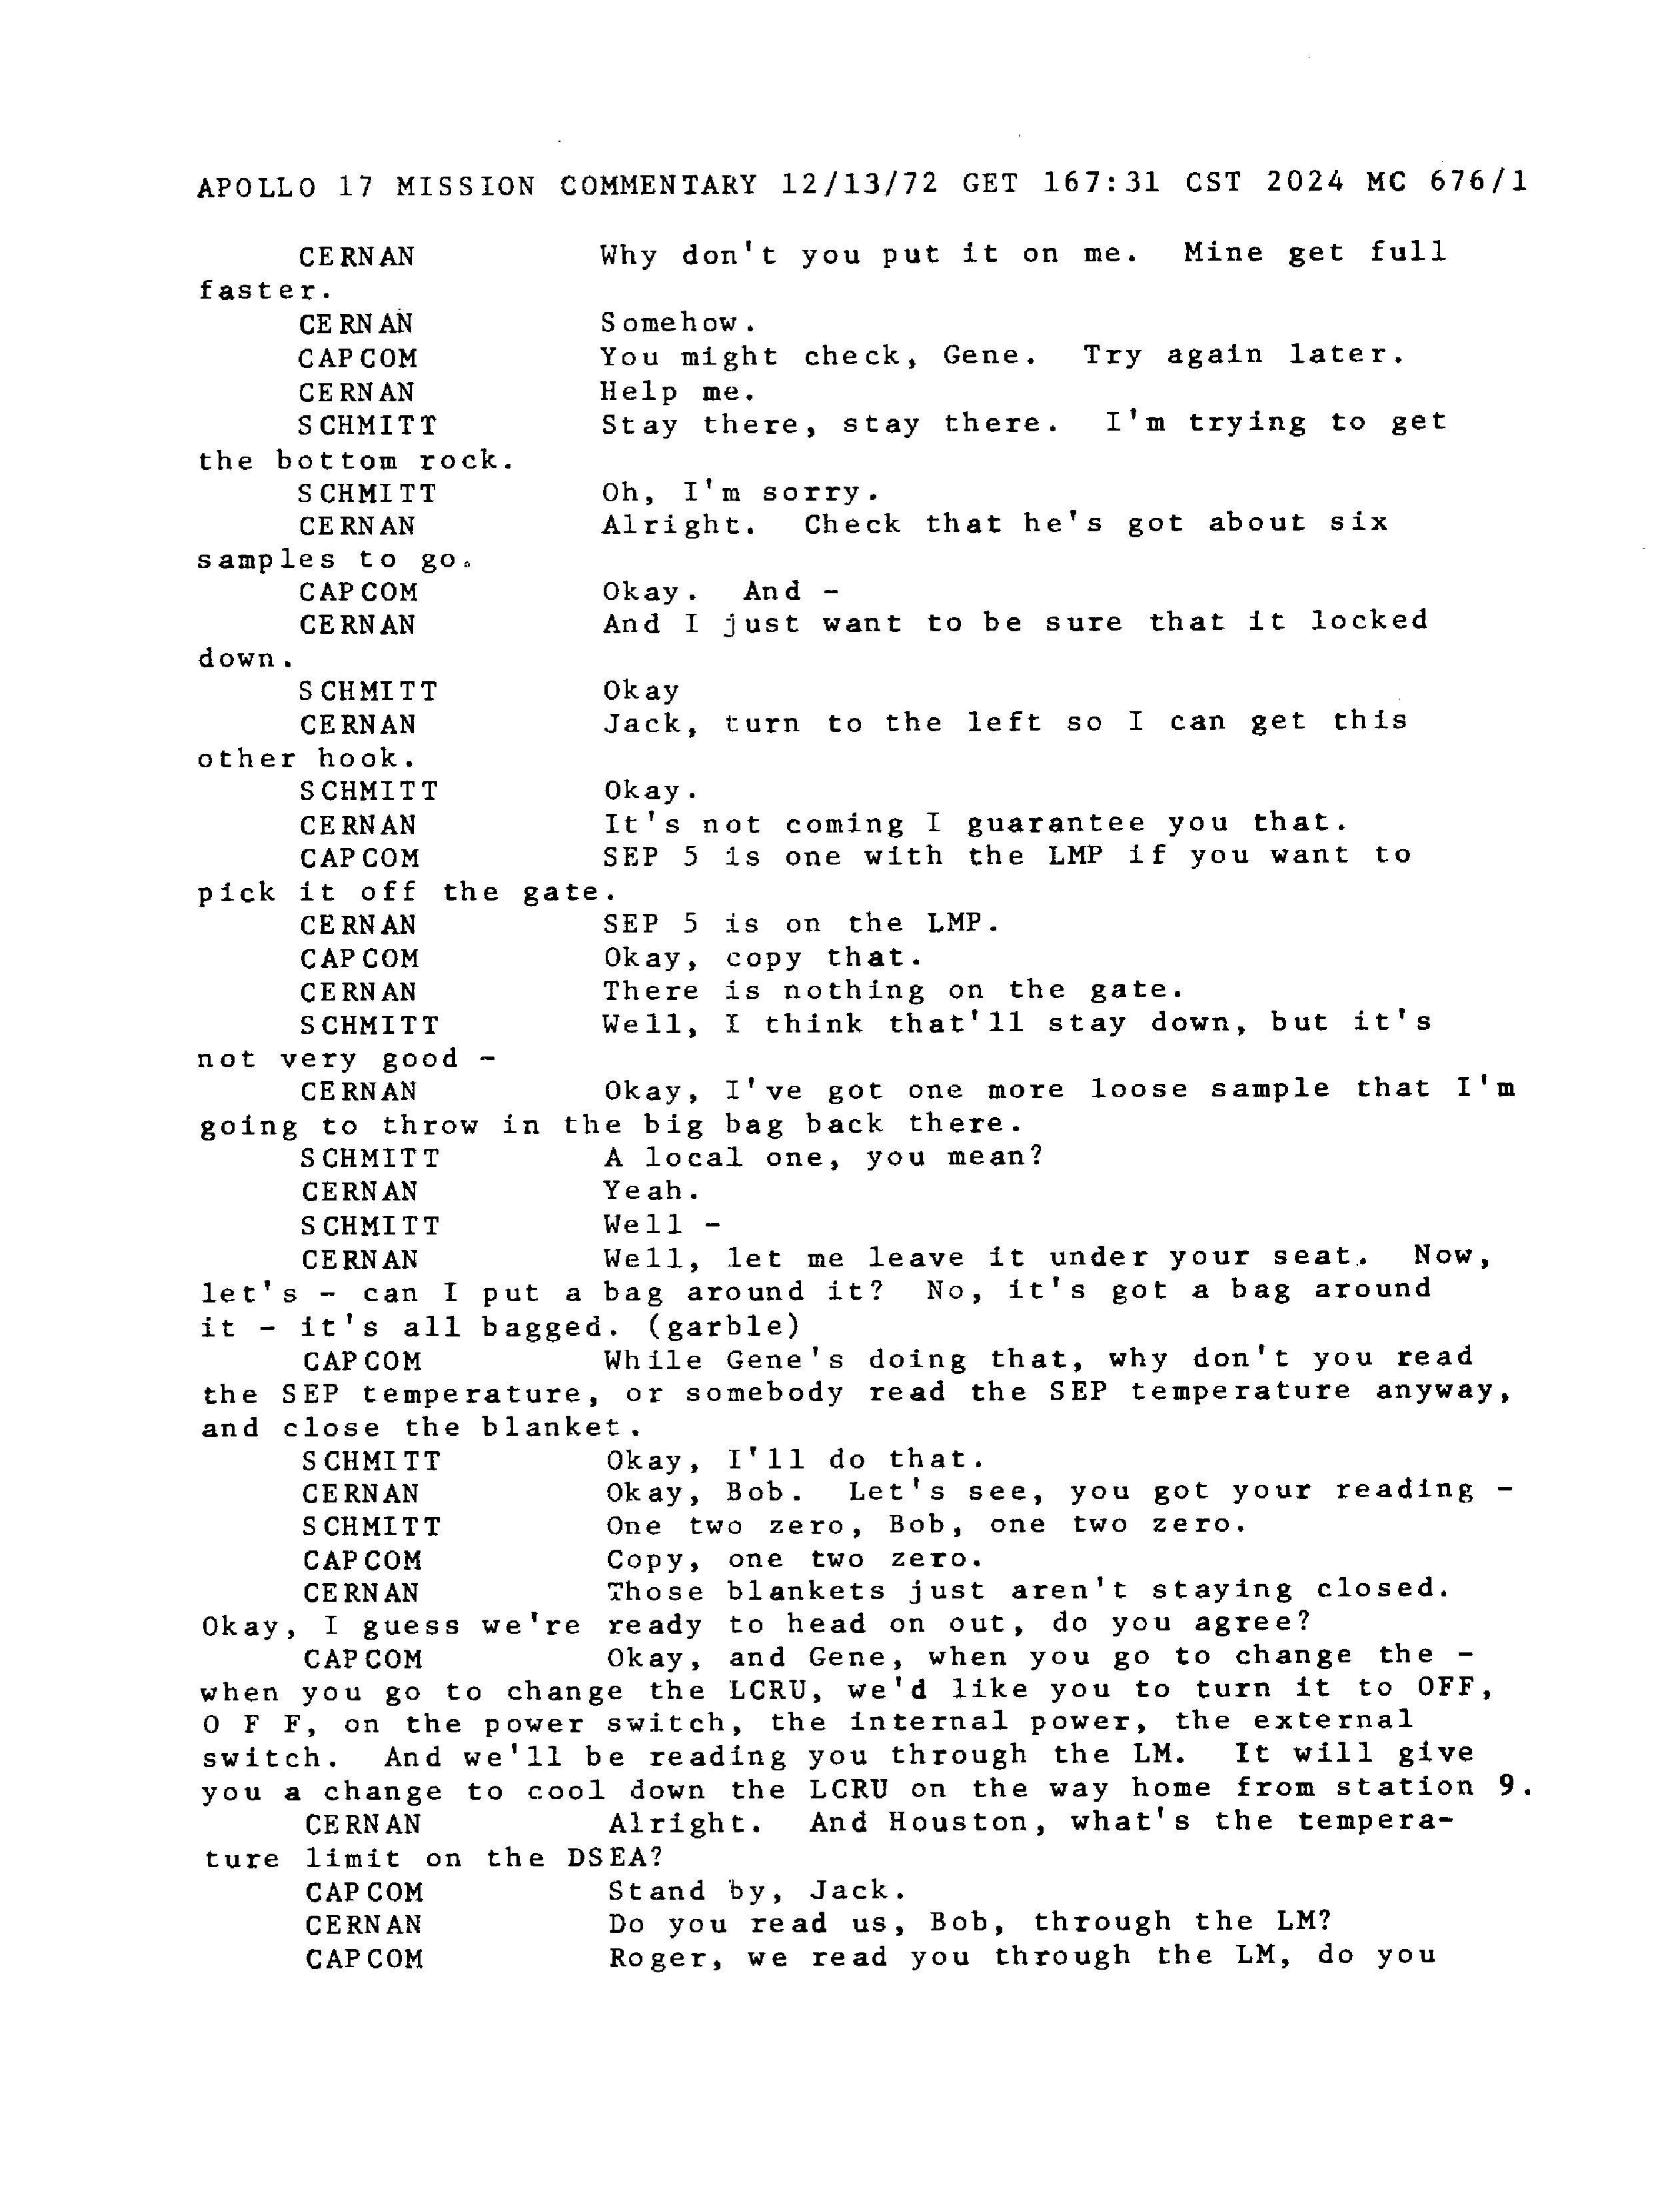 APOLLO 17 MISSION COMMENTARY 12/13/72 GET 167:31 CST 2024 MC 676/1
CERNAN Why don't you put it on me. Mine get full
faster.
CERNAN Somehow.
CAPCOM You might check, Gene. Try again later.
CERNAN Help me.
SCHMITT Stay there, stay there. I'm trying to get
the bottom rock.
SCHMITT Oh, I'm sorry.
CERNAN Alright. Check that he's got about six
samples to go.
CAPCOM Okay. And -
CERNAN And I just want to be sure that it locked
down.
SCHMITT Okay
CERNAN Jack, turn to the left so I can get this
other hook.
SCHMITT Okay.
CERNAN It's not coming I guarantee you that.
CAPCOM SEP 5 is one with the LMP if you want to
pick it off the gate.
CERNAN SEP 5 is on the LMP.
CAPCOM Okay, copy that.
CERNAN There is nothing on the gate.
SCHMITT Well, I think that'll stay down, but it's
not very good -
CERNAN Okay, I've got one more loose sample that I'm
going to throw in the big bag back there.
SCHMITT A local one, you mean?
CERNAN Yeah.
SCHMITT Well -
CERNAN Well, let me leave it under your seat. Now,
let's - can I put a bag around it? No, it's got a bag around
it - it's all bagged. (garble)
CAPCOM While Gene's doing that, why don't you read
the SEP temperature, or somebody read the SEP temperature anyway,
and close the blanket.
SCHMITT Okay, I'll do that.
CERNAN Okay, Bob. Let's see, you got your reading -
SCHMITT One two zero, Bob, one two zero.
CAPCOM Copy, one two zero.
CERNAN Those blankets just aren't staying closed.
Okay, I guess we're ready to head on out, do you agree?
CAPCOM Okay, and Gene, when you go to change the -
when you go to change the LCRU, we'd like you to turn it to OFF,
O F F, on the power switch, the internal power, the external
switch. And we'll be reading you through the LM. It will give
you a change to cool down the LCRU on the way home from station 9.
CERNAN Alright. And Houston, what's the tempera-
ture limit on the DSEA?
CAPCOM Stand by, Jack.
CERNAN Do you read us, Bob, through the LM?
CAPCOM Roger, we read you through the LM, do you